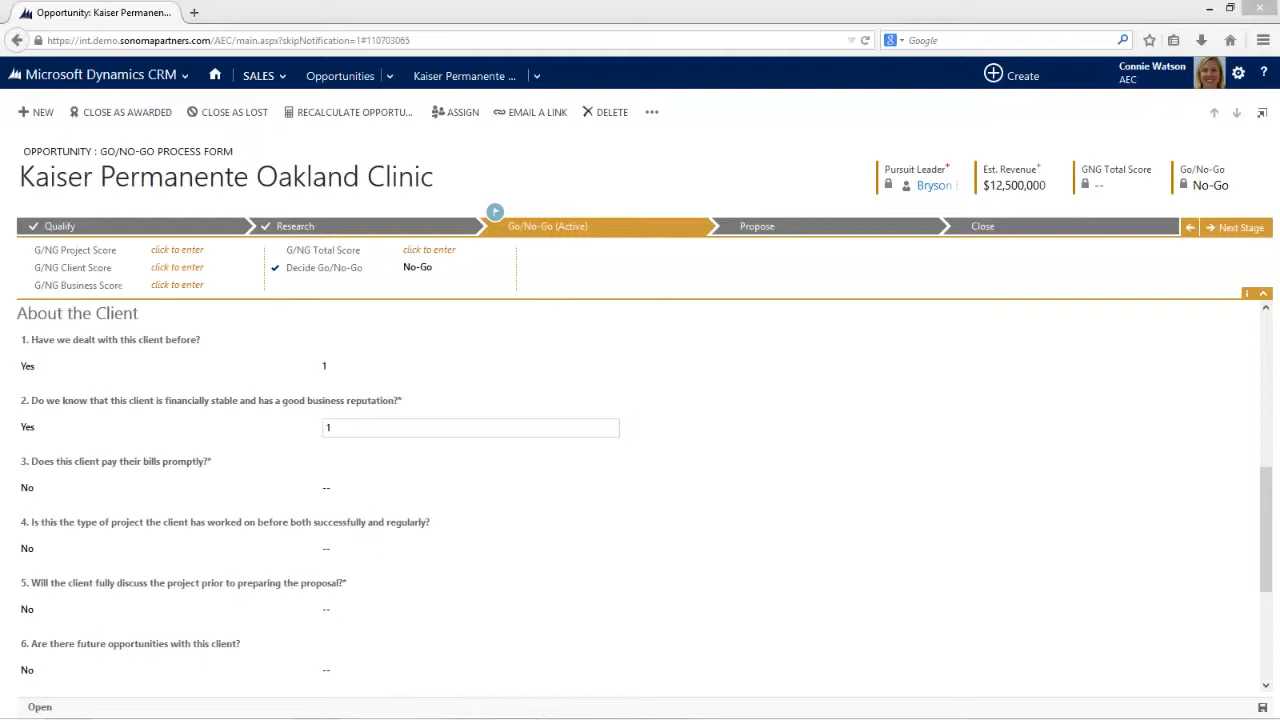 Opportunity: Kaiser Permanen...
https://int.demo.sonomapartners.com/AEC/main.aspx?skipNotification=1#110703065
Google
Microsoft Dynamics CRM
SALES
Opportunities
Kaiser Permanente ...
Create
Connie Watson
AEC
?
NEW
CLOSE AS AWARDED
CLOSE AS LOST
RECALCULATE OPPORTU...
ASSIGN
EMAIL A LINK
DELETE
...
OPPORTUNITY : GO/NO-GO PROCESS FORM
Kaiser Permanente Oakland Clinic
Pursuit Leader*
Bryson
Est. Revenue+
$12,500,000
GNG Total Score
--
Go/No-Go
No-Go
Qualify
Research
Go/No-Go (Active)
Propose
Close
Next Stage
G/NG Project Score click to enter
G/NG Client Score click to enter
G/NG Business Score click to enter
G/NG Total Score click to enter
Decide Go/No-Go No-Go
About the Client
1. Have we dealt with this client before?
Yes 1
2. Do we know that this client is financially stable and has a good business reputation?*
Yes 1
3. Does this client pay their bills promptly?*
No --
4. Is this the type of project the client has worked on before both successfully and regularly?
No --
5. Will the client fully discuss the project prior to preparing the proposal?*
No --
6. Are there future opportunities with this client?
No --
Open